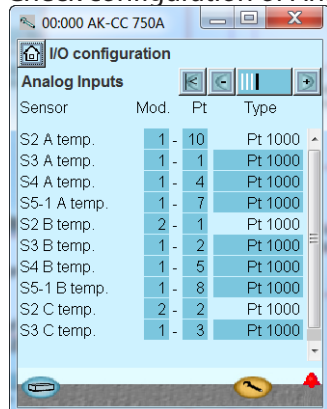 00:000 AK-CC 750A
I/O configuration
Analog Inputs
Sensor Mod. Pt Type
S2 A temp. 1 - 10 Pt 1000
S3 A temp. 1 - 1 Pt 1000
S4 A temp. 1 - 4 Pt 1000
S5-1 A temp. 1 - 7 Pt 1000
S2 B temp. 2 - 1 Pt 1000
S3 B temp. 1 - 2 Pt 1000
S4 B temp. 1 - 5 Pt 1000
S5-1 B temp. 1 - 8 Pt 1000
S2 C temp. 2 - 2 Pt 1000
S3 C temp. 1 - 3 Pt 1000